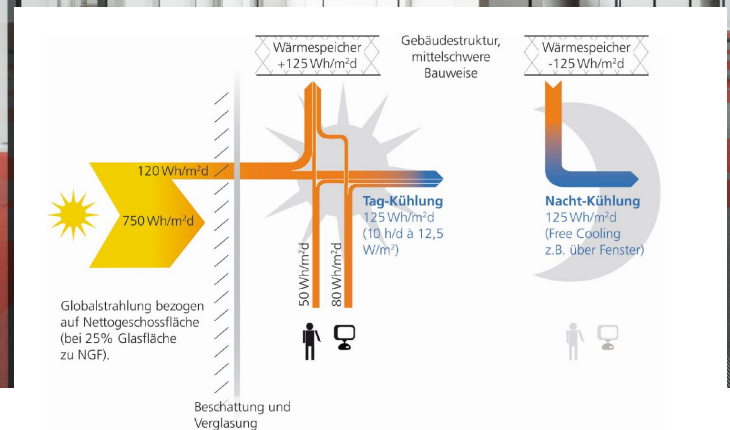 Wärmespeicher
+125 Wh/m²d
Gebäudestruktur,
mittelschwere
Bauweise
Wärmespeicher
-125 Wh/m²d
120 Wh/m²d
750 Wh/m²d
50 Wh/m²d
80 Wh/m²d
Tag-Kühlung
125 Wh/m²d
(10 h/d à 12,5
W/m²)
Nacht-Kühlung
125 Wh/m²d
(Free Cooling
z.B. über Fenster)
Globalstrahlung bezogen
auf Nettogeschossfläche
(bei 25% Glasfläche
zu NGF).
Beschattung und
Verglasung